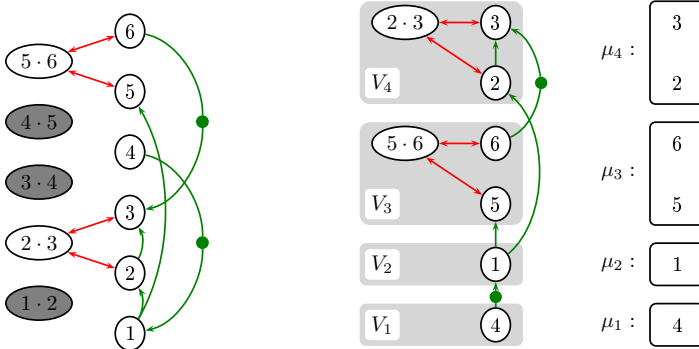 6
5 · 6
5
4 · 5
4
3 · 4
3
2 · 3
2
1 · 2
1
2 · 3 3
V₄ 2
5 · 6 6
V₃ 5
V₂ 1
V₁ 4
μ₄ : 3
2
μ₃ : 6
5
μ₂ : 1
μ₁ : 4